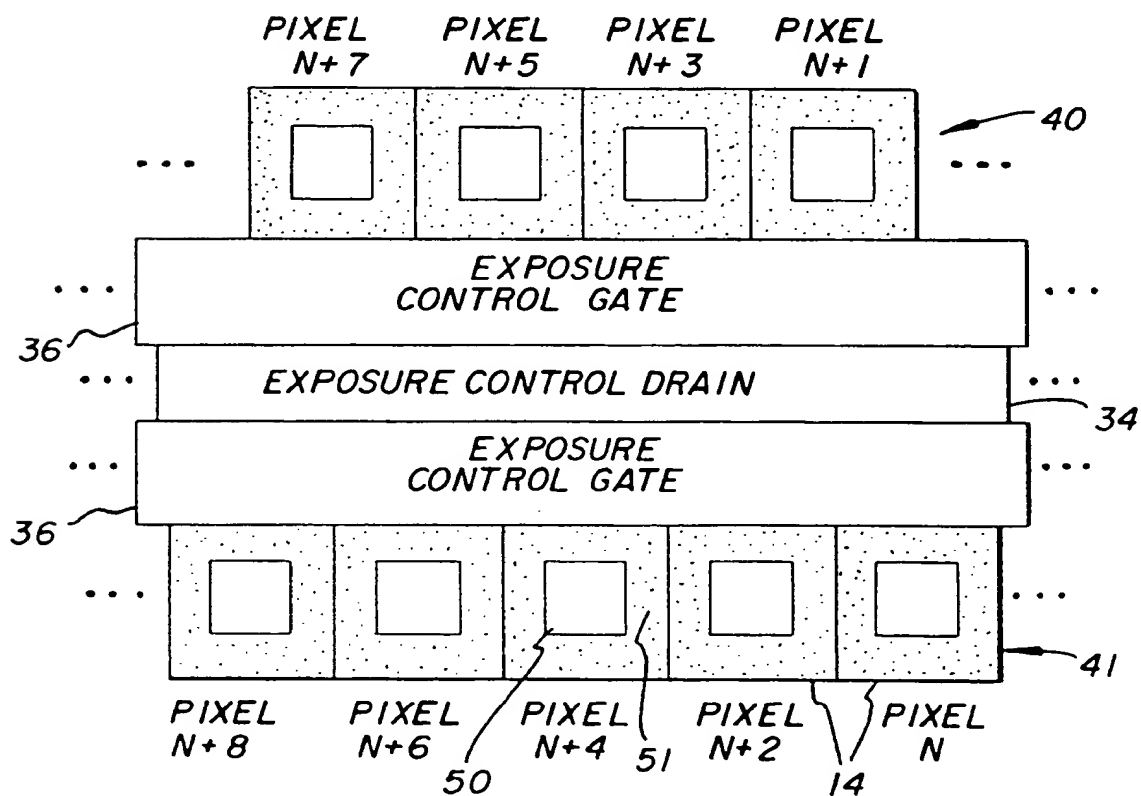 PIXEL N+7
PIXEL N+5
PIXEL N+3
PIXEL N+1
40
EXPOSURE
CONTROL GATE
36
EXPOSURE CONTROL DRAIN
34
EXPOSURE
CONTROL GATE
36
41
PIXEL N+8
PIXEL N+6
PIXEL N+4
PIXEL N+2
PIXEL N
50
51
14